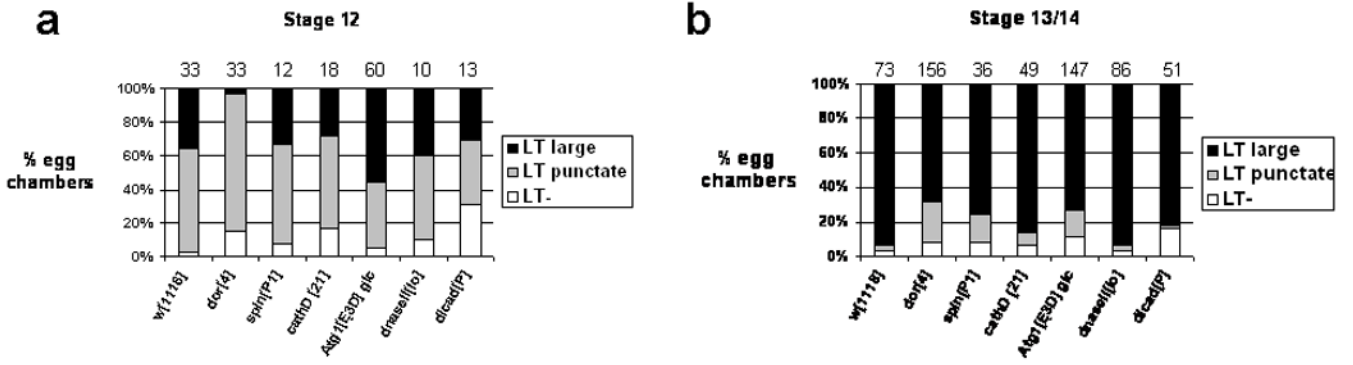 a
Stage 12
33 33 12 18 60 10 13
100%
80%
60%
40%
20%
0%
% egg
chambers
w[1118]
dor[4]
spin[P1]
cathD [21]
Atg1[E3D] glc
dnaseII[lo]
dlcad[P]
LT large
LT punctate
LT-
b
Stage 13/14
73 156 36 49 147 86 51
100%
80%
60%
40%
20%
0%
% egg
chambers
w[1118]
dor[4]
spin[P1]
cathD [21]
Atg1[E3D] glc
dnaseII[lo]
dlcad[P]
LT large
LT punctate
LT-